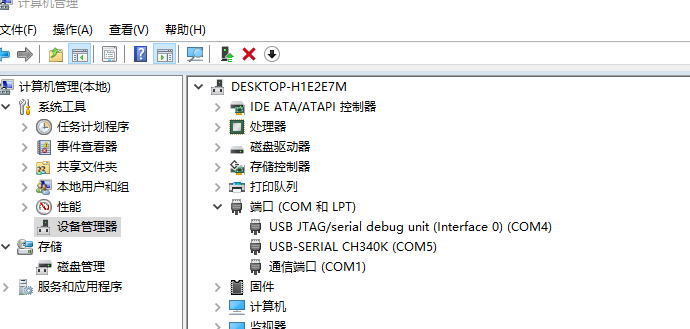 计算机管理
文件(F) 操作(A) 查看(V) 帮助(H)
计算机管理(本地)
系统工具
任务计划程序
事件查看器
共享文件夹
本地用户和组
性能
设备管理器
存储
磁盘管理
服务和应用程序
DESKTOP-H1E2E7M
IDE ATA/ATAPI 控制器
处理器
磁盘驱动器
存储控制器
打印队列
端口 (COM 和 LPT)
USB JTAG/serial debug unit (Interface 0) (COM4)
USB-SERIAL CH340K (COM5)
通信端口 (COM1)
固件
计算机
监视器